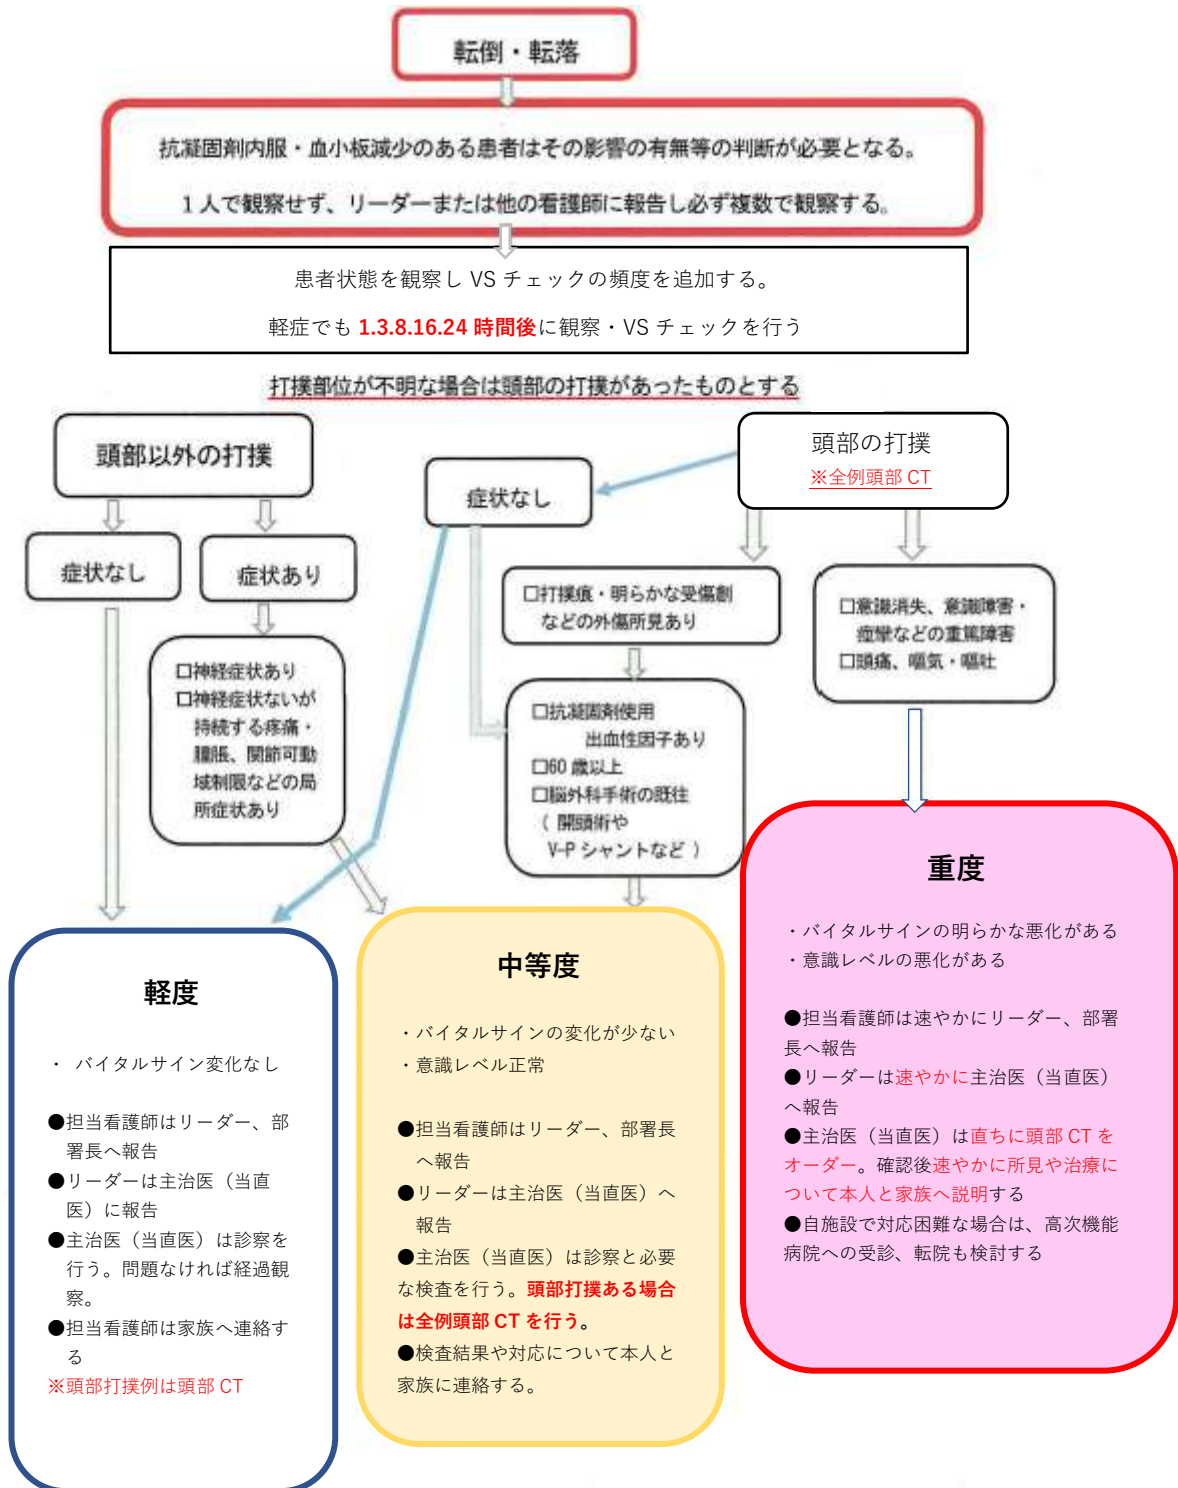 転倒・転落
抗凝固剤内服・血小板減少のある患者はその影響の有無等の判断が必要となる。
1人で観察せず、リーダーまたは他の看護師に報告し必ず複数で観察する。
患者状態を観察し VS チェックの頻度を追加する。
軽症でも 1.3.8.16.24 時間後に観察・VS チェックを行う
打撲部位が不明な場合は頭部の打撲があったものとする
頭部以外の打撲
症状なし
症状あり
□神経症状あり
□神経症状ないが
持続する疼痛・
腫脹、関節可動
域制限などの局
所症状あり
頭部の打撲
※全例頭部 CT
症状なし
□打撲痕・明らかな受傷創
などの外傷所見あり
□抗凝固剤使用
出血性因子あり
□60 歳以上
□脳外科手術の既往
( 開頭術や
V-P シャントなど )
□意識消失、意識障害・
痙攣などの重篤障害
□頭痛、嘔気・嘔吐
軽度
・ バイタルサイン変化なし
●担当看護師はリーダー、部
署長へ報告
●リーダーは主治医（当直
医）に報告
●主治医（当直医）は診察を
行う。問題なければ経過観
察。
●担当看護師は家族へ連絡す
る
※頭部打撲例は頭部 CT
中等度
・バイタルサインの変化が少ない
・意識レベル正常
●担当看護師はリーダー、部署長
へ報告
●リーダーは主治医（当直医）へ
報告
●主治医（当直医）は診察と必要
な検査を行う。頭部打撲ある場合
は全例頭部 CT を行う。
●検査結果や対応について本人と
家族に連絡する。
重度
・バイタルサインの明らかな悪化がある
・意識レベルの悪化がある
●担当看護師は速やかにリーダー、部署
長へ報告
●リーダーは速やかに主治医（当直医）
へ報告
●主治医（当直医）は直ちに頭部 CT を
オーダー。確認後速やかに所見や治療に
ついて本人と家族へ説明する
●自施設で対応困難な場合は、高次機能
病院への受診、転院も検討する